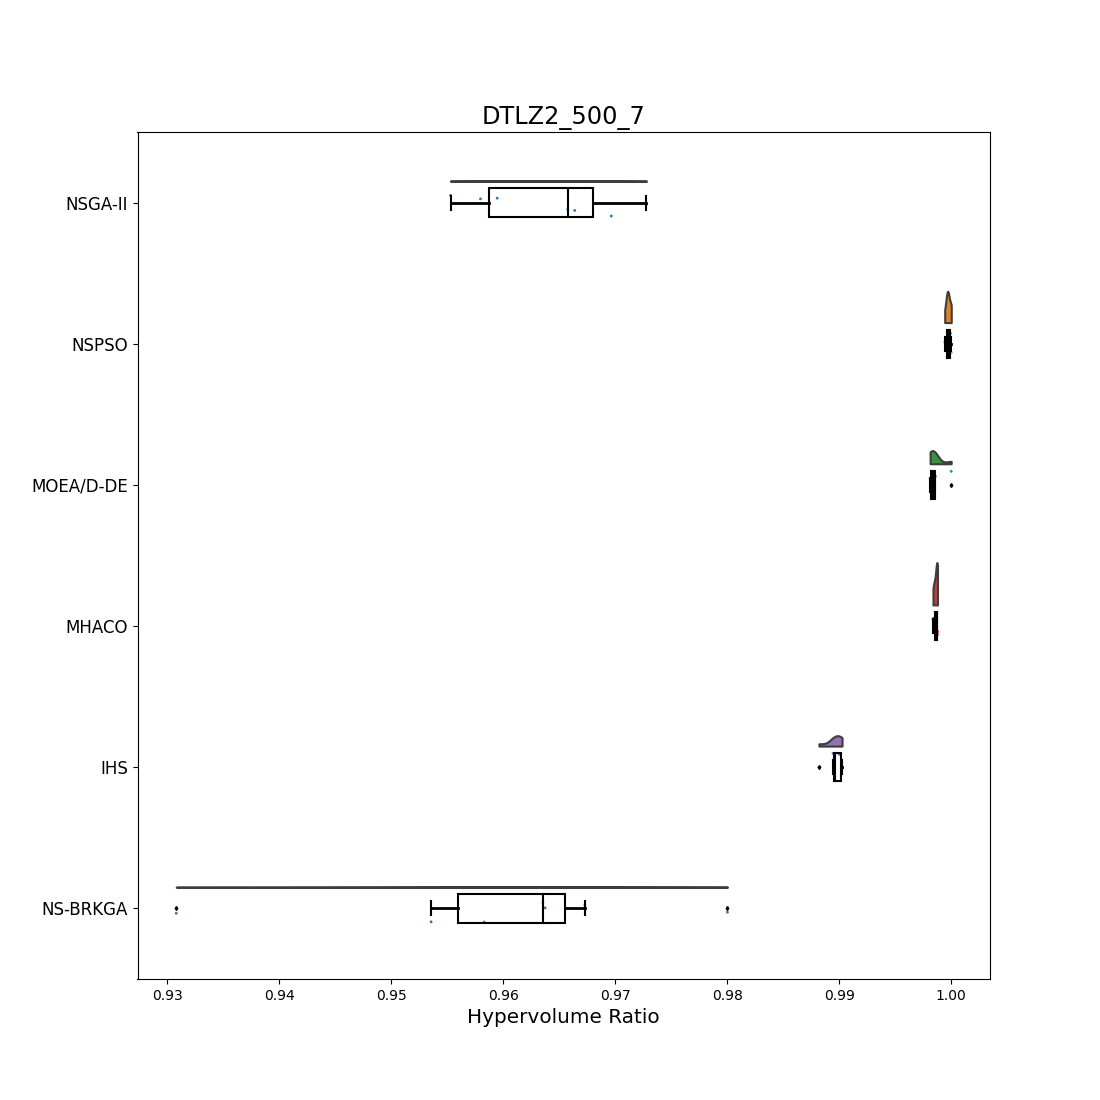 DTLZ2_500_7
NSGA-II
NSPSO
MOEA/D-DE
MHACO
IHS
NS-BRKGA
0.93 0.94 0.95 0.96 0.97 0.98 0.99 1.00
Hypervolume Ratio